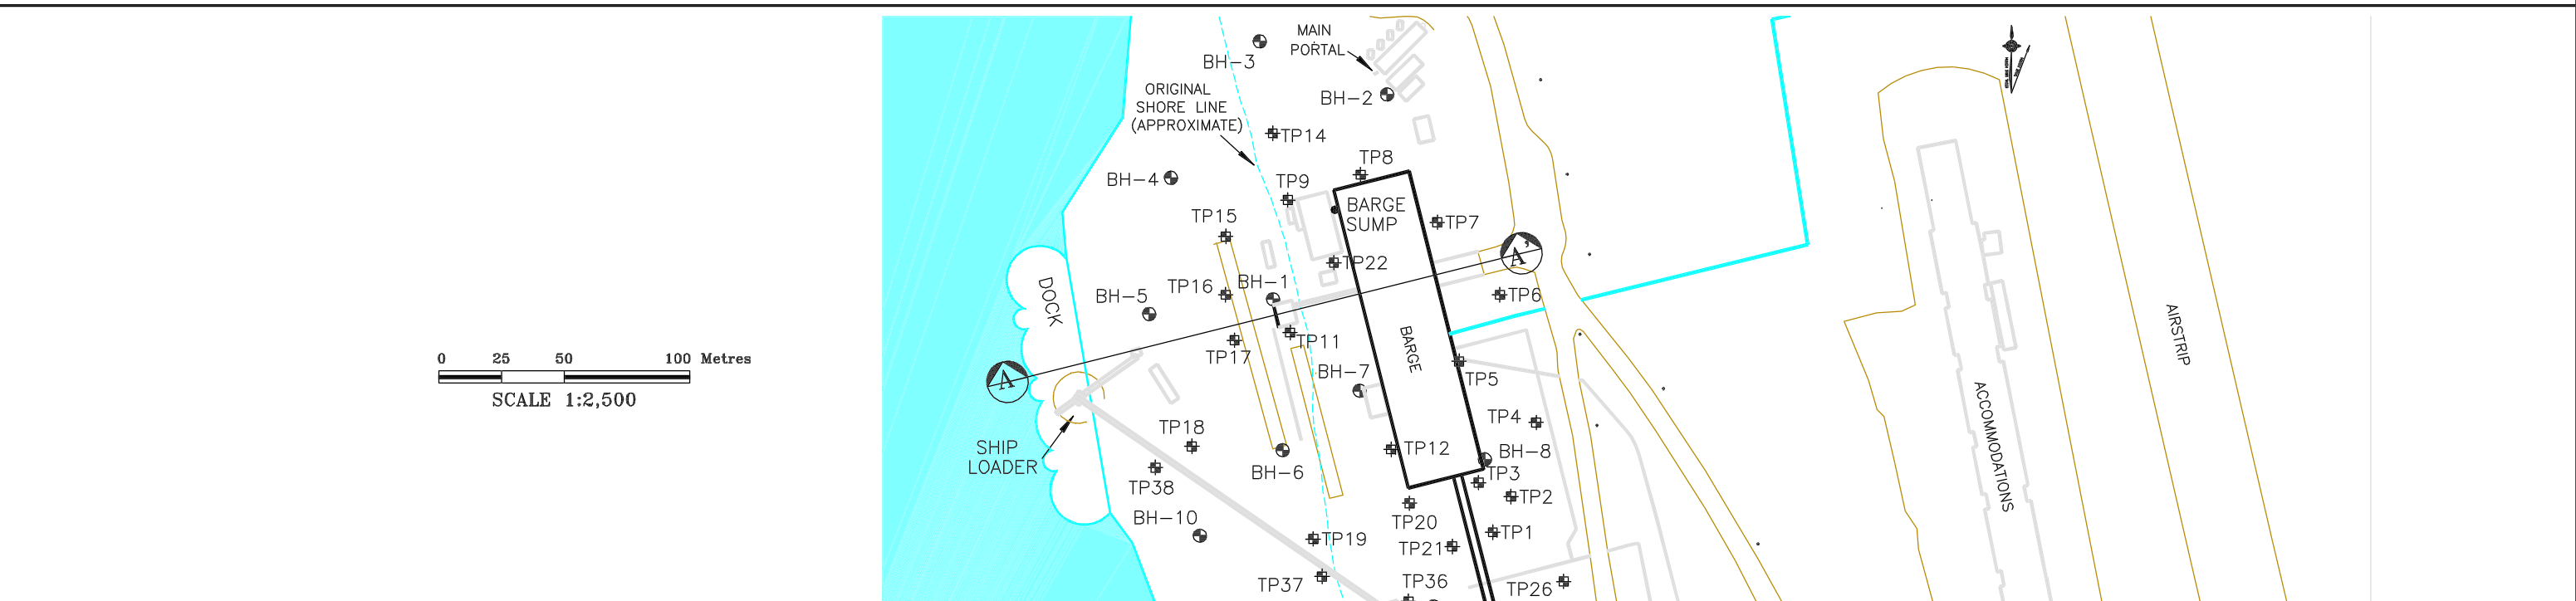 MAIN
PORTAL
BH-3
ORIGINAL
SHORE LINE
(APPROXIMATE)
BH-2
TP14
TP8
BH-4
TP9
BARGE
SUMP
TP15
TP7
A'
TP22
BH-1
TP16
TP6
BH-5
DOCK
TP11
TP17
BARGE
AIRSTRIP
0 25 50 100 Metres
SCALE 1:2,500
BH-7
TP5
A
ACCOMMODATIONS
TP4
TP18
SHIP
LOADER
TP12
BH-8
BH-6
TP3
TP38
TP2
BH-10
TP20
TP1
TP19
TP21
TP37
TP36
TP26